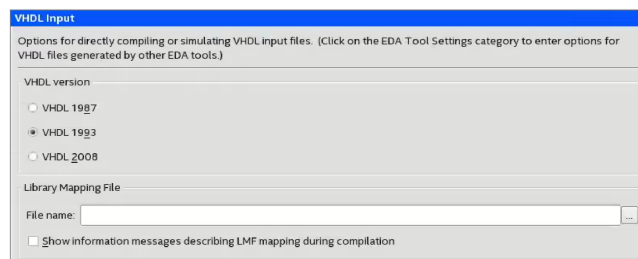 VHDL Input
Options for directly compiling or simulating VHDL input files. (Click on the EDA Tool Settings category to enter options for
VHDL files generated by other EDA tools.)
VHDL version
VHDL 1987
VHDL 1993
VHDL 2008
Library Mapping File
File name:
...
Show information messages describing LMF mapping during compilation